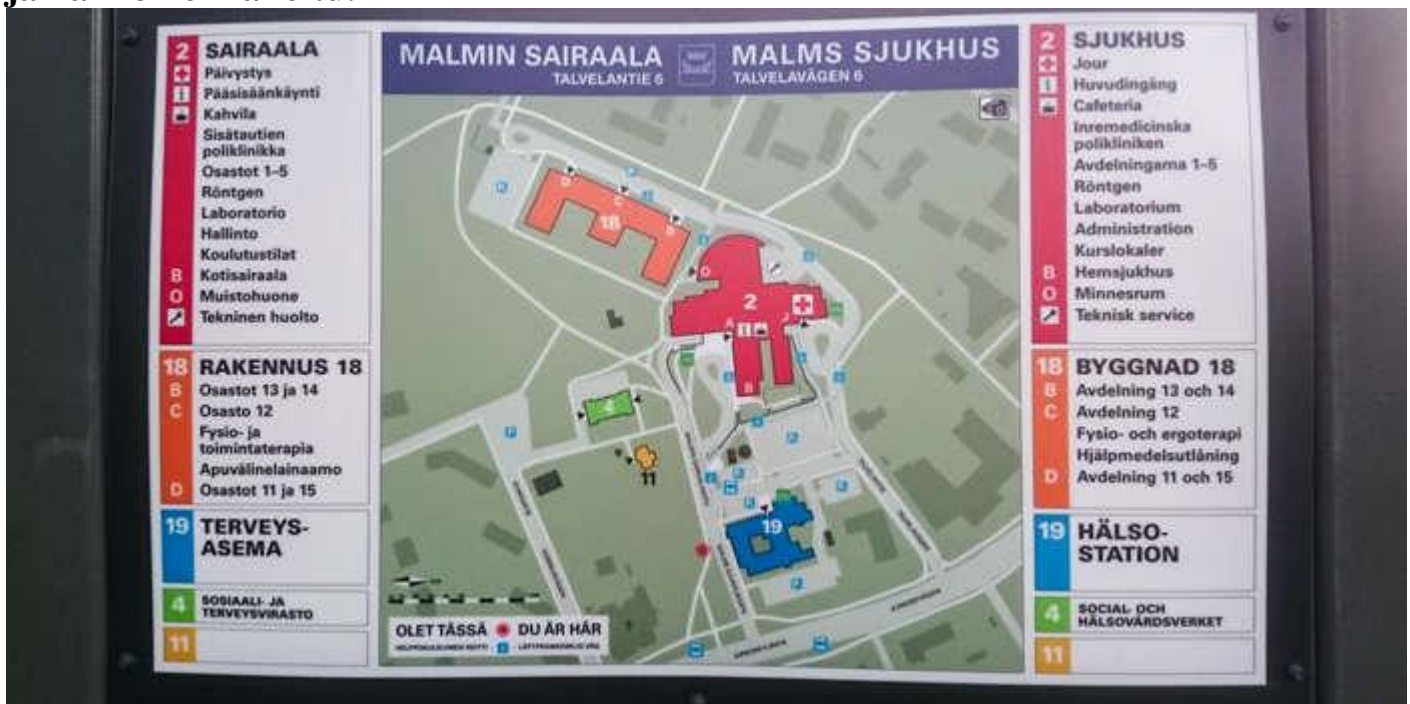 2 SAIRAALA
Päivystys
Pääsisäänkäynti
Kahvila
Sisätautien
poliklinikka
Osastot 1–5
Röntgen
Laboratorio
Hallinto
Koulutustilat
B Kotisairaala
O Muistohuone
Tekninen huolto
18 RAKENNUS 18
B Osastot 13 ja 14
C Osasto 12
Fysio- ja
toimintaterapia
Apuvälinelainaamo
D Osastot 11 ja 15
19 TERVEYS-
ASEMA
4 SOSIAALI- JA
TERVEYSVIRASTO
11
MALMIN SAIRAALA
TALVELANTIE 6
MALMS SJUKHUS
TALVELAVÄGEN 6
D
C
18
B
O
2
J
A
B
4
11
19
OLET TÄSSÄ DU ÄR HÄR
2 SJUKHUS
Jour
Huvudingång
Cafeteria
Inremedicinska
polikliniken
Avdelningarna 1–5
Röntgen
Laboratorium
Administration
Kurslokaler
B Hemsjukhus
O Minnesrum
Teknisk service
18 BYGGNAD 18
B Avdelning 13 och 14
C Avdelning 12
Fysio- och ergoterapi
Hjälpmedelsutlåning
D Avdelning 11 och 15
19 HÄLSO-
STATION
4 SOCIAL- OCH
HÄLSOVÅRDSVERKET
11